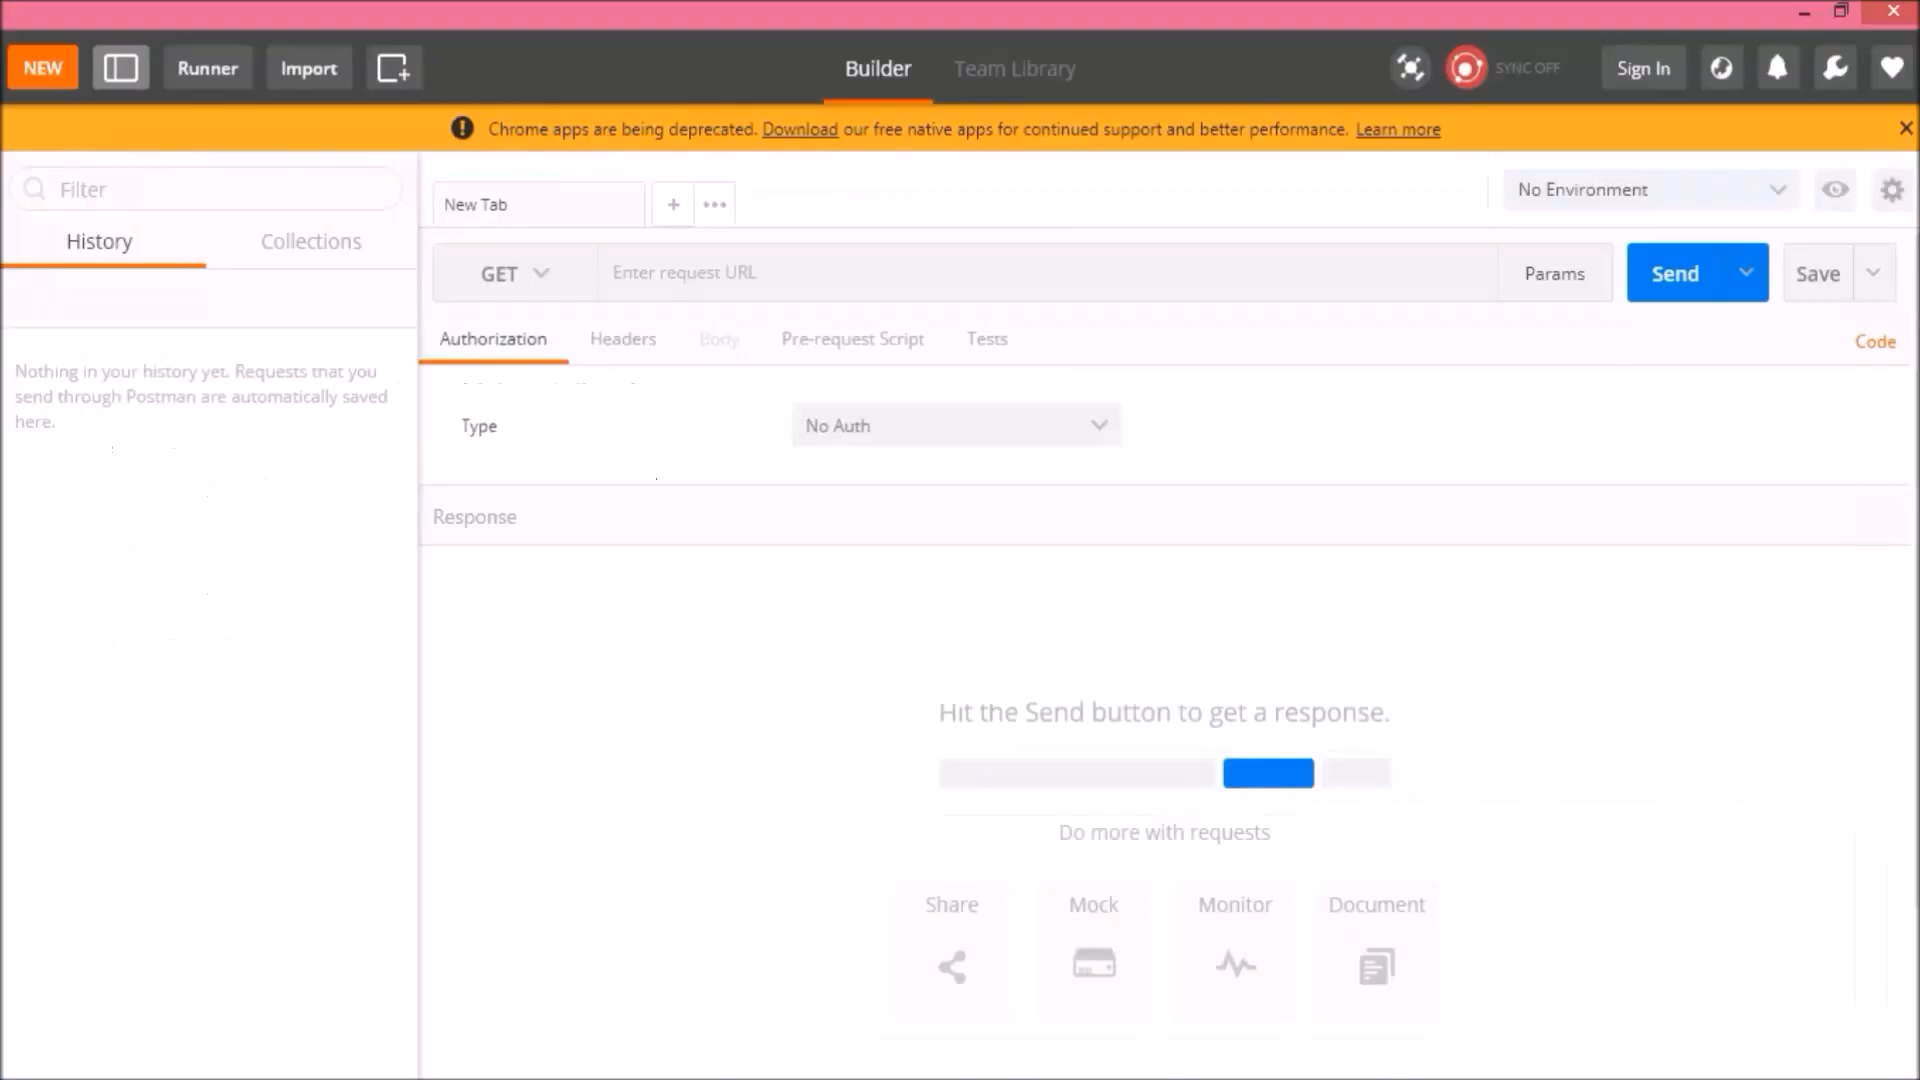 NEW
Runner
Import
Builder
Team Library
SYNC OFF
Sign In
Chrome apps are being deprecated. Download our free native apps for continued support and better performance. Learn more
Filter
History
Collections
Nothing in your history yet. Requests that you
send through Postman are automatically saved
here.
New Tab
No Environment
GET
Enter request URL
Params
Send
Save
Authorization
Headers
Body
Pre-request Script
Tests
Code
Type
No Auth
Response
Hit the Send button to get a response.
Do more with requests
Share
Mock
Monitor
Document